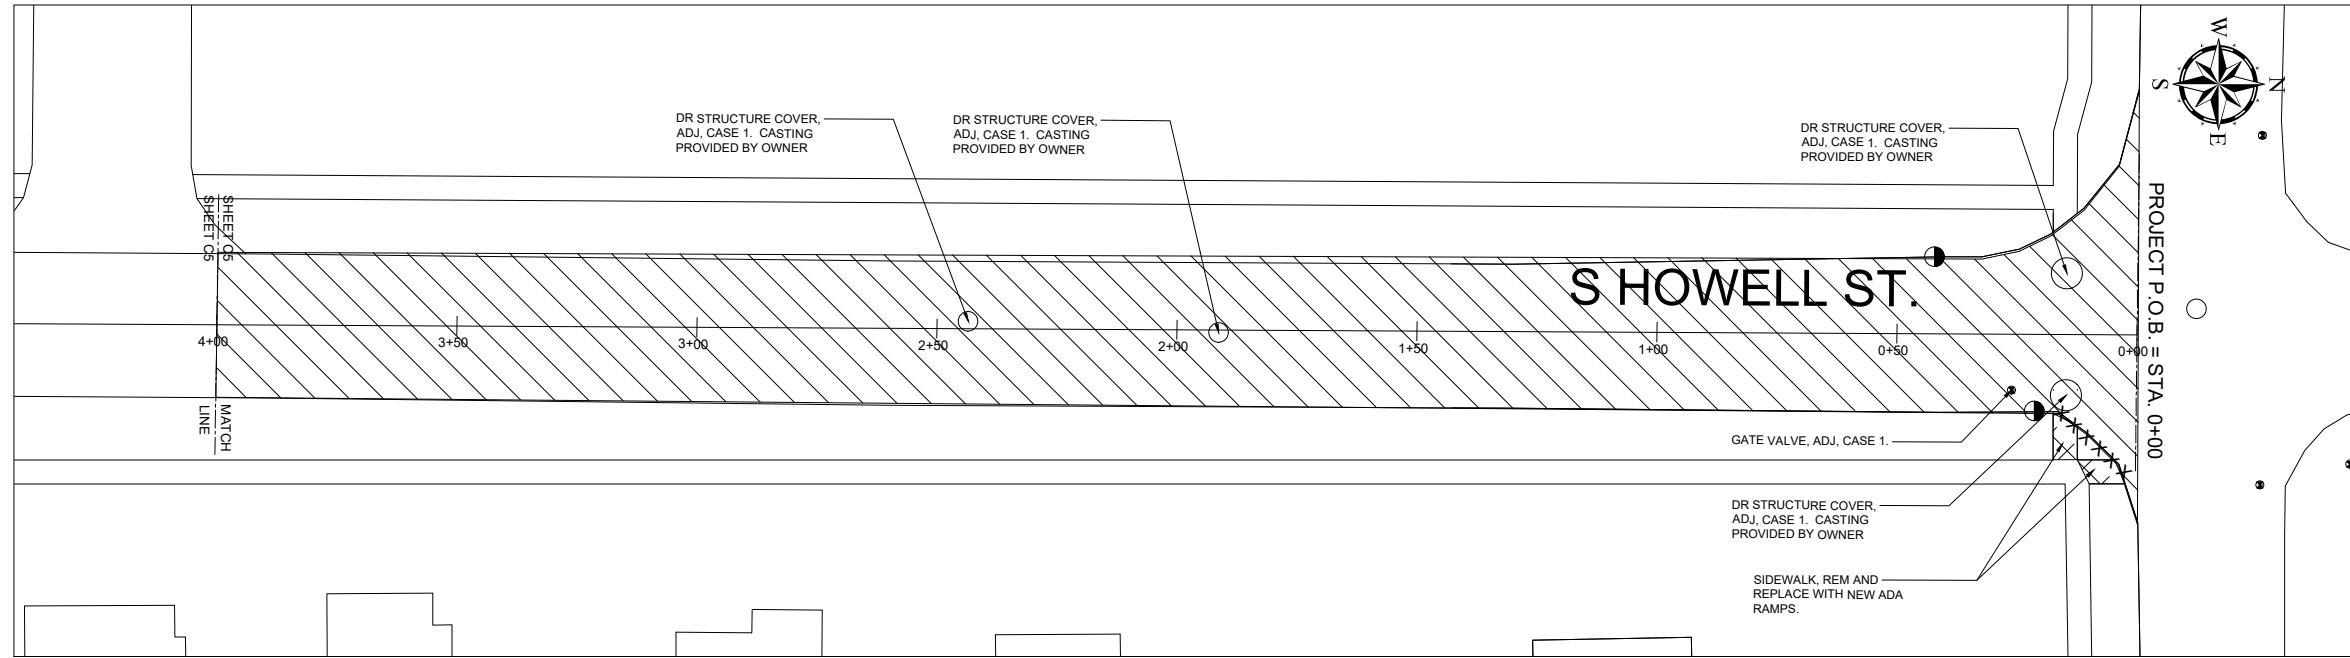 W
N
S
E
DR STRUCTURE COVER,
ADJ, CASE 1.  CASTING
PROVIDED BY OWNER
DR STRUCTURE COVER,
ADJ, CASE 1.  CASTING
PROVIDED BY OWNER
DR STRUCTURE COVER,
ADJ, CASE 1.  CASTING
PROVIDED BY OWNER
SHEET C5
SHEET C5
PROJECT P.O.B. = STA. 0+00
S HOWELL ST.
4+00
3+50
3+00
2+50
2+00
1+50
1+00
0+50
0+00
MATCH
LINE
GATE VALVE, ADJ, CASE 1.
DR STRUCTURE COVER,
ADJ, CASE 1.  CASTING
PROVIDED BY OWNER
SIDEWALK, REM AND
REPLACE WITH NEW ADA
RAMPS.